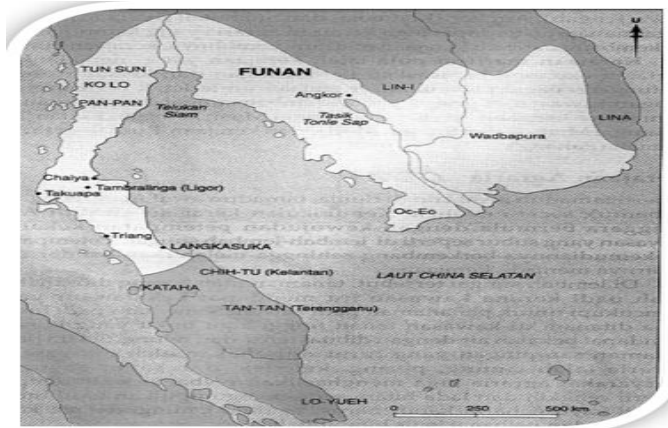 U
TUN SUN
KO LO
PAN-PAN
FUNAN
LIN-I
LINA
Angkor
Telukan
Siam
Tasik
Tonle Sap
Wadbapura
Oc-Eo
Chaiya
Tambralinga (Ligor)
Takuapa
Triang
LANGKASUKA
CHIH-TU (Kelantan)
LAUT CHINA SELATAN
KATAHA
TAN-TAN (Terengganu)
LO-YUEH
0 250 500 km